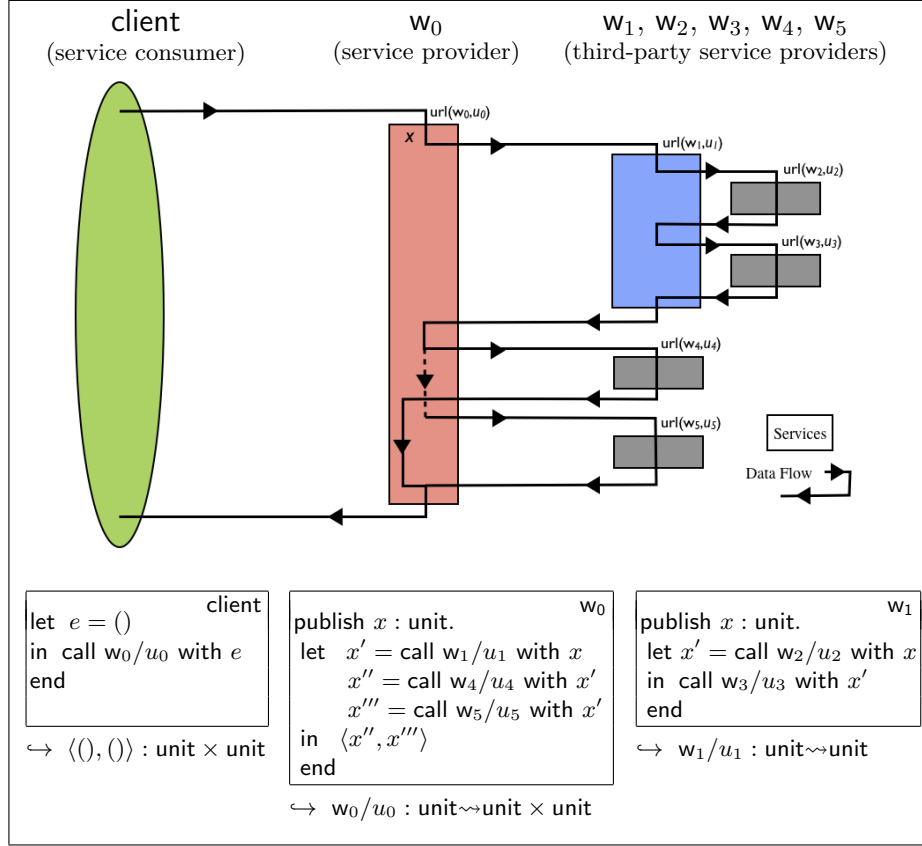 client
(service consumer)
w₀
(service provider)
w₁, w₂, w₃, w₄, w₅
(third-party service providers)
url(w₀,u₀)
x
url(w₁,u₁)
url(w₂,u₂)
url(w₃,u₃)
url(w₄,u₄)
url(w₅,u₅)
Services
Data Flow
client
let e = ()
in call w₀/u₀ with e
end
↪ ⟨(), ()⟩ : unit × unit
w₀
publish x : unit.
let x′ = call w₁/u₁ with x
x′′ = call w₄/u₄ with x′
x′′′ = call w₅/u₅ with x′
in ⟨x′′, x′′′⟩
end
↪ w₀/u₀ : unit⇝unit × unit
w₁
publish x : unit.
let x′ = call w₂/u₂ with x
in call w₃/u₃ with x′
end
↪ w₁/u₁ : unit⇝unit